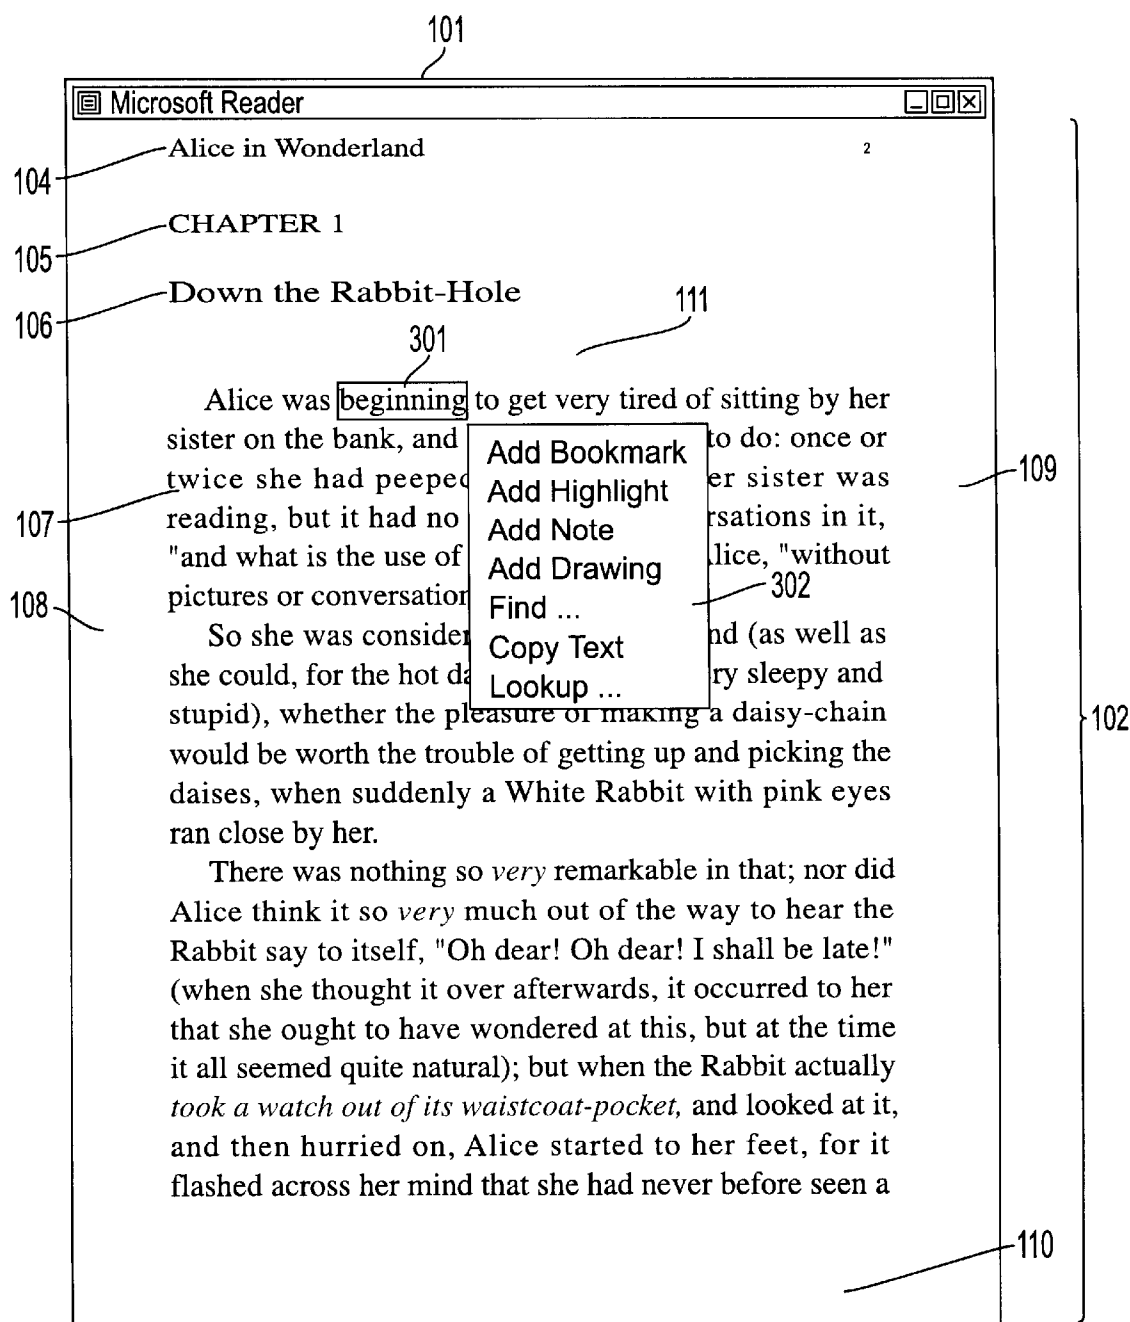 101
Microsoft Reader
Alice in Wonderland 2
104
CHAPTER 1
105
Down the Rabbit-Hole
106
111
301
Alice was beginning to get very tired of sitting by her
sister on the bank, and to do: once or
Add Bookmark
twice she had peeped er sister was
Add Highlight
109
107
reading, but it had no rsations in it,
Add Note
"and what is the use of lice, "without
Add Drawing
pictures or conversation
Find ...
302
108
So she was consider nd (as well as
Copy Text
she could, for the hot da ry sleepy and
Lookup ...
stupid), whether the pleasure of making a daisy-chain
102
would be worth the trouble of getting up and picking the
daises, when suddenly a White Rabbit with pink eyes
ran close by her.
There was nothing so very remarkable in that; nor did
Alice think it so very much out of the way to hear the
Rabbit say to itself, "Oh dear! Oh dear! I shall be late!"
(when she thought it over afterwards, it occurred to her
that she ought to have wondered at this, but at the time
it all seemed quite natural); but when the Rabbit actually
took a watch out of its waistcoat-pocket, and looked at it,
and then hurried on, Alice started to her feet, for it
flashed across her mind that she had never before seen a
110